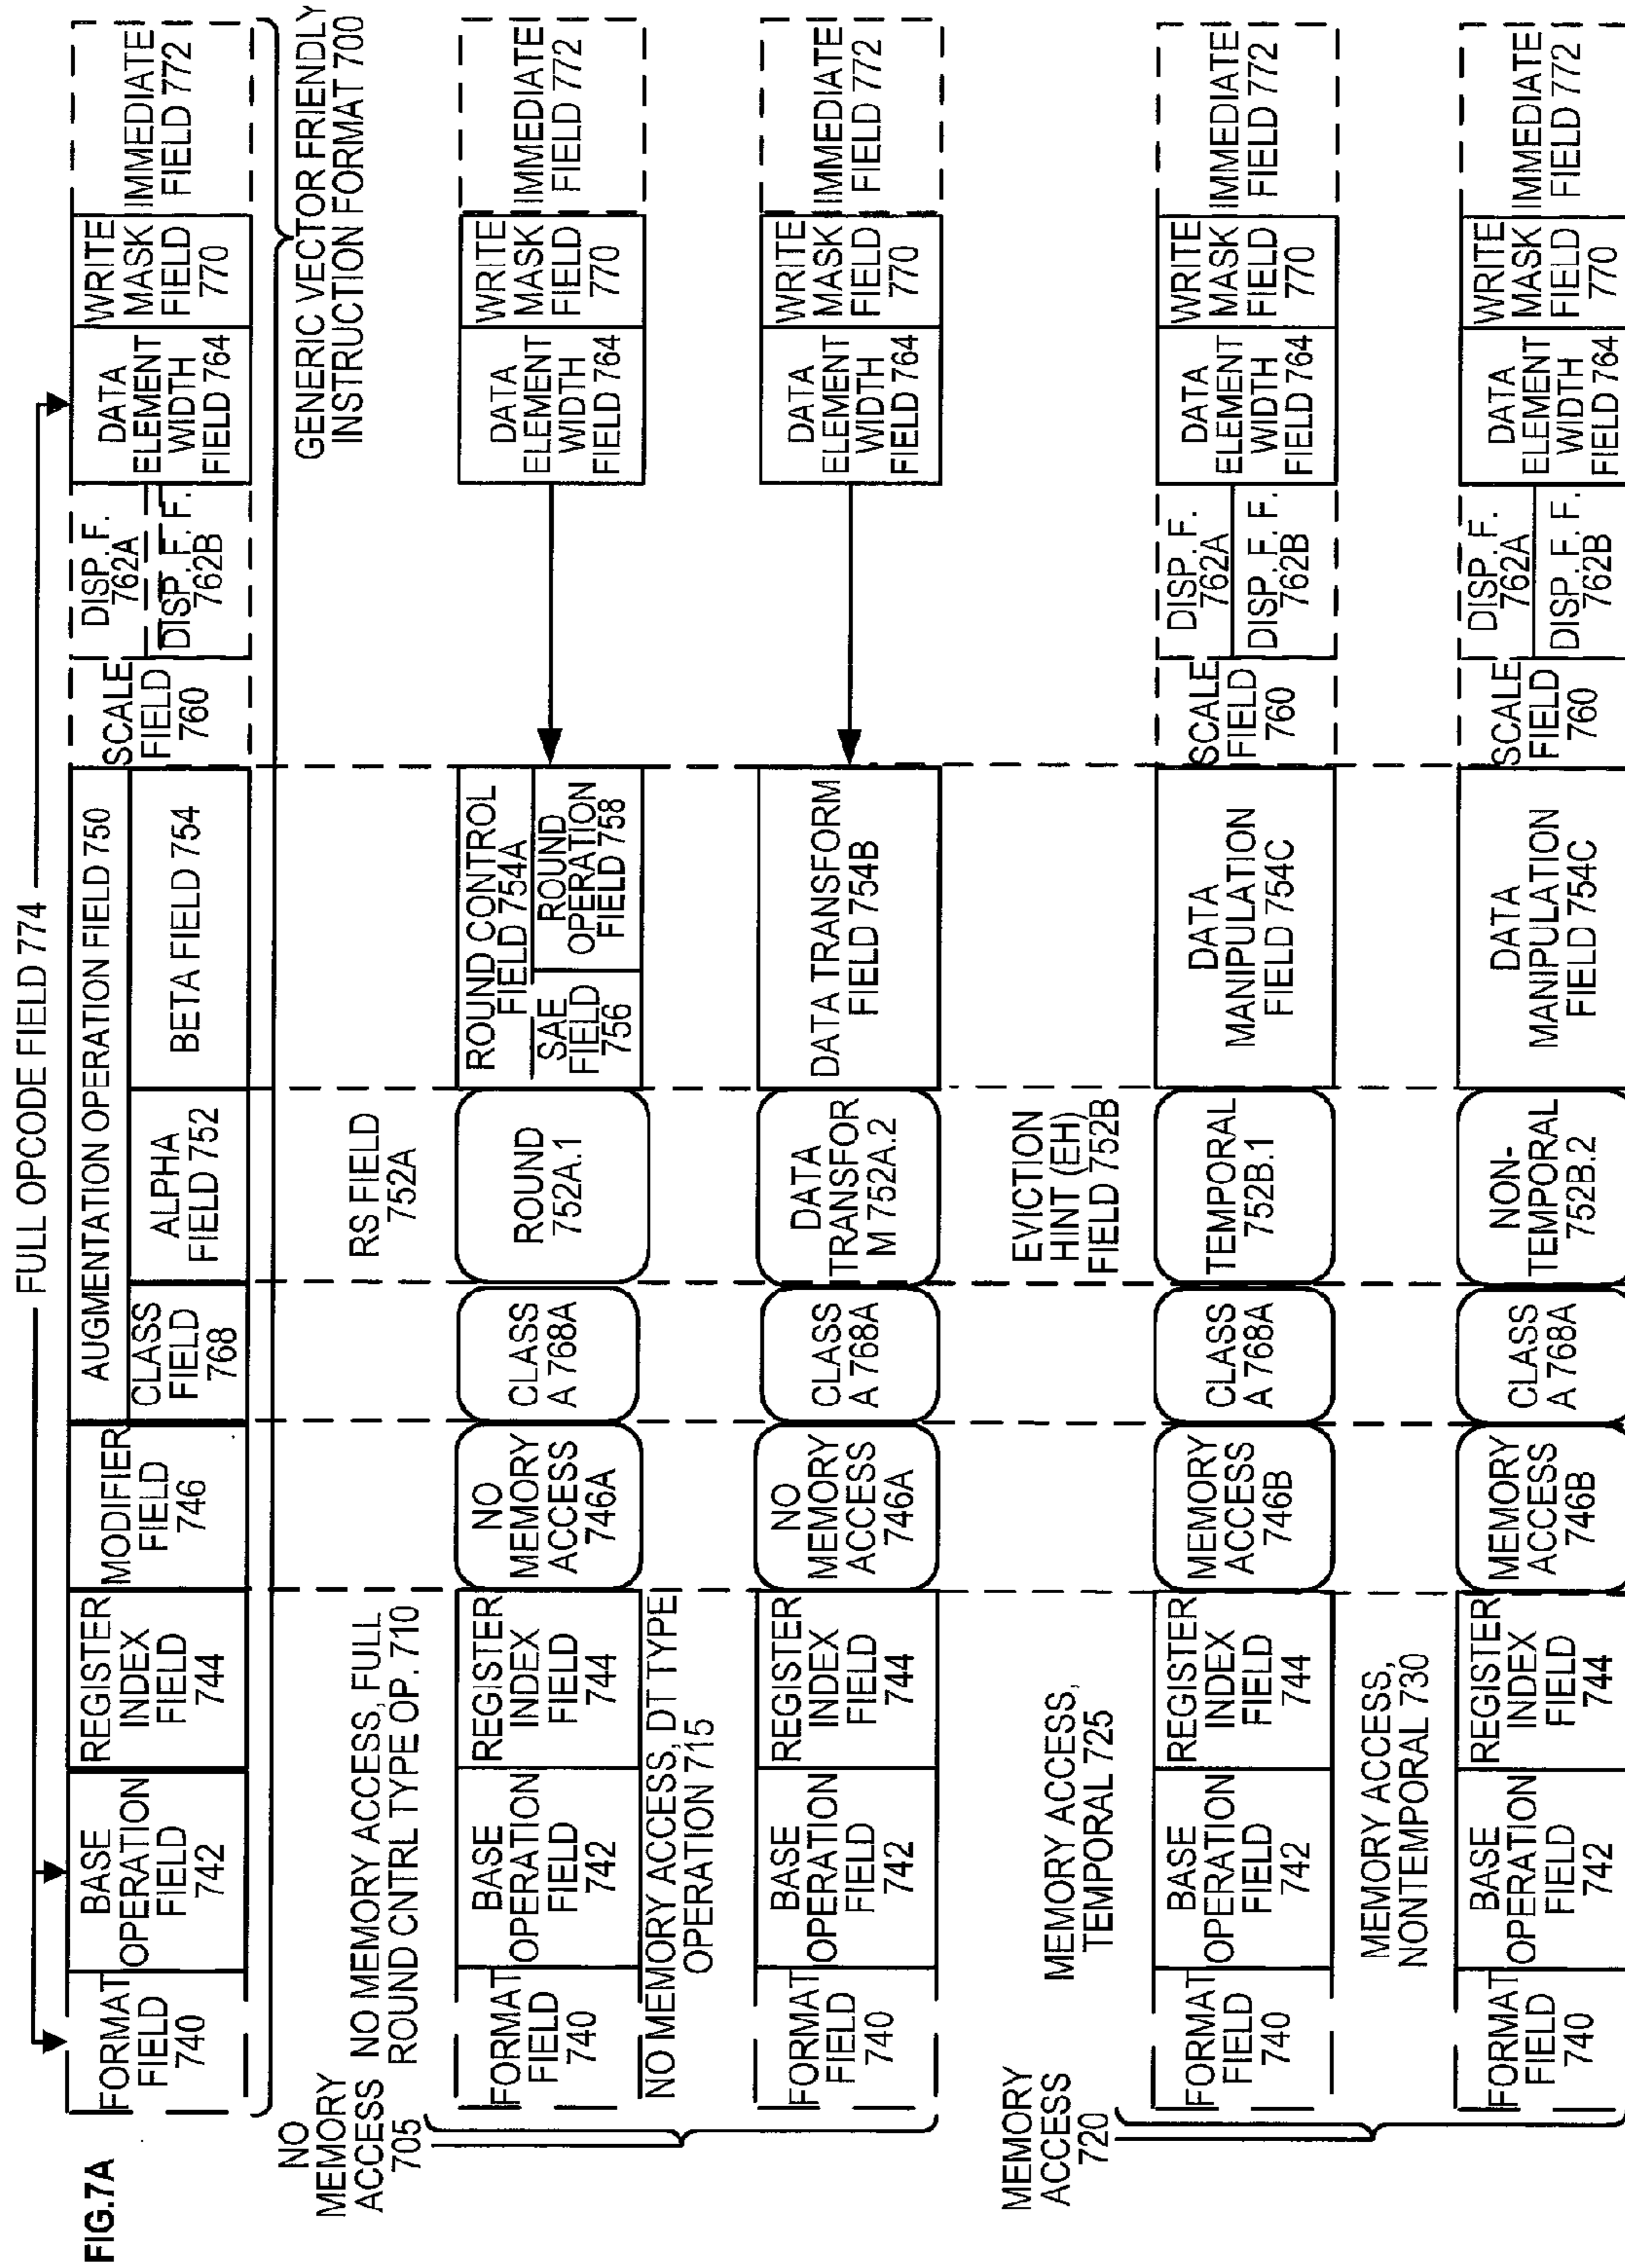 FIG.7A
FULL OPCODE FIELD 774
FORMAT
FIELD
740
BASE
OPERATION
FIELD
742
REGISTER
INDEX
FIELD
744
MODIFIER
FIELD
746
AUGMENTATION OPERATION FIELD 750
CLASS
FIELD
768
ALPHA
FIELD 752
BETA FIELD 754
SCALE
FIELD
760
DISP. F.
762A
DISP. F. F.
762B
DATA
ELEMENT
WIDTH
FIELD 764
WRITE
MASK
FIELD
770
IMMEDIATE
FIELD 772
GENERIC VECTOR FRIENDLY
INSTRUCTION FORMAT 700
NO
MEMORY
ACCESS
705
NO MEMORY ACCESS, FULL
ROUND CNTRL TYPE OP. 710
RS FIELD
752A
FORMAT
FIELD
740
BASE
OPERATION
FIELD
742
REGISTER
INDEX
FIELD
744
NO
MEMORY
ACCESS
746A
CLASS
A 768A
ROUND
752A.1
ROUND CONTROL
FIELD 754A
SAE
FIELD
756
ROUND
OPERATION
FIELD 758
DATA
ELEMENT
WIDTH
FIELD 764
WRITE
MASK
FIELD
770
IMMEDIATE
FIELD 772
NO MEMORY ACCESS, DT TYPE
OPERATION 715
FORMAT
FIELD
740
BASE
OPERATION
FIELD
742
REGISTER
INDEX
FIELD
744
NO
MEMORY
ACCESS
746A
CLASS
A 768A
DATA
TRANSFOR
M 752A.2
DATA TRANSFORM
FIELD 754B
DATA
ELEMENT
WIDTH
FIELD 764
WRITE
MASK
FIELD
770
IMMEDIATE
FIELD 772
MEMORY
ACCESS
720
MEMORY ACCESS,
TEMPORAL 725
EVICTION
HINT (EH)
FIELD 752B
FORMAT
FIELD
740
BASE
OPERATION
FIELD
742
REGISTER
INDEX
FIELD
744
MEMORY
ACCESS
746B
CLASS
A 768A
TEMPORAL
752B.1
DATA
MANIPULATION
FIELD 754C
SCALE
FIELD
760
DISP. F.
762A
DISP. F. F.
762B
DATA
ELEMENT
WIDTH
FIELD 764
WRITE
MASK
FIELD
770
IMMEDIATE
FIELD 772
MEMORY ACCESS,
NONTEMPORAL 730
FORMAT
FIELD
740
BASE
OPERATION
FIELD
742
REGISTER
INDEX
FIELD
744
MEMORY
ACCESS
746B
CLASS
A 768A
NON-
TEMPORAL
752B.2
DATA
MANIPULATION
FIELD 754C
SCALE
FIELD
760
DISP. F.
762A
DISP. F. F.
762B
DATA
ELEMENT
WIDTH
FIELD 764
WRITE
MASK
FIELD
770
IMMEDIATE
FIELD 772